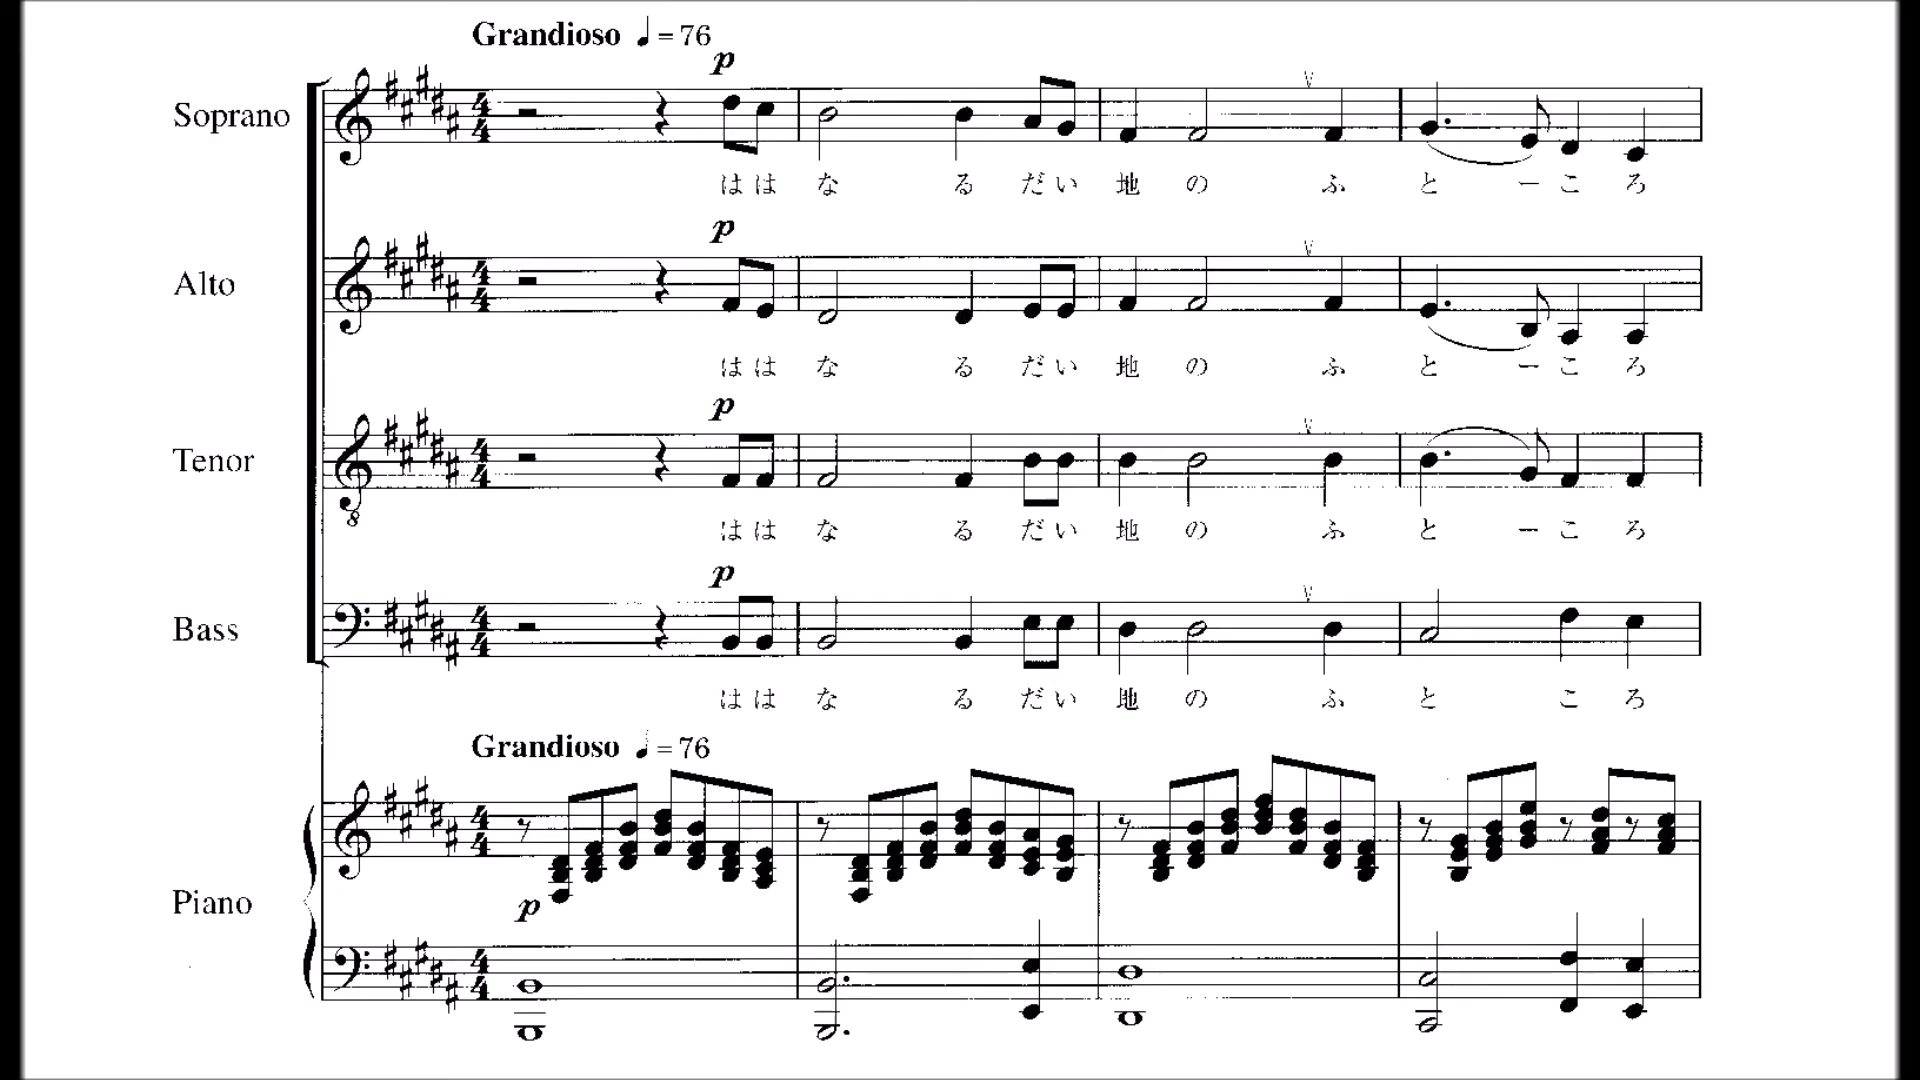 Grandioso ♩= 76
p
Soprano
はは な る だい 地 の ふ と ーこ ろ
p
Alto
はは な る だい 地 の ふ と ーこ ろ
p
Tenor
8
はは な る だい 地 の ふ と ーこ ろ
p
Bass
はは な る だい 地 の ふ と こ ろ
Grandioso ♩= 76
p
Piano